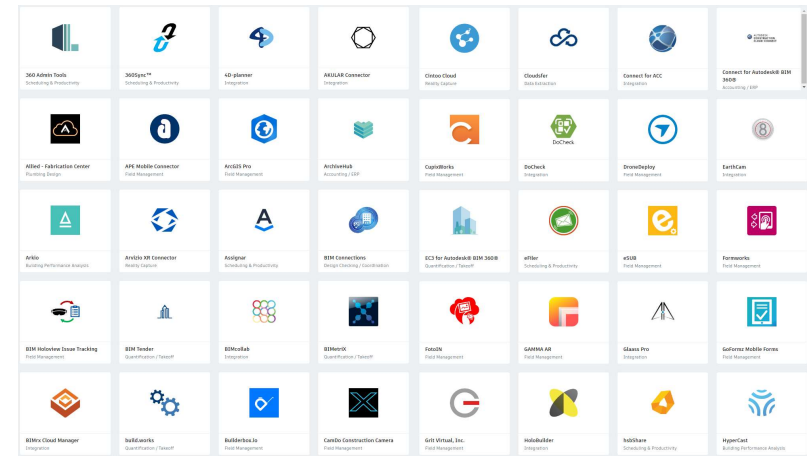 360 Admin Tools
Scheduling & Productivity
360Sync™
Scheduling & Productivity
4D-planner
Integration
AKULAR Connector
Integration
Cintoo Cloud
Reality Capture
Cloudsfer
Data Extraction
Connect for ACC
Integration
AUTODESK
CONSTRUCTION
CLOUD CONNECT
Connect for Autodesk® BIM
360®
Accounting / ERP
Allied - Fabrication Center
Plumbing Design
APE Mobile Connector
Field Management
ArcGIS Pro
Field Management
ArchiveHub
Accounting / ERP
CupixWorks
Field Management
DoCheck
DoCheck
Integration
DroneDeploy
Field Management
EarthCam
Integration
Arkio
Building Performance Analysis
Arvizio XR Connector
Reality Capture
Assignar
Scheduling & Productivity
BIM Connections
Design Checking / Coordination
EC3 for Autodesk® BIM 360®
Quantification / Takeoff
eFiler
Scheduling & Productivity
eSUB
Field Management
Formworks
Field Management
BIM Holoview Issue Tracking
Field Management
BIM Tender
Quantification / Takeoff
BIMcollab
Integration
BIMetriX
Quantification / Takeoff
FotoIN
Field Management
GAMMA AR
Field Management
Glaass Pro
Integration
GoFormz Mobile Forms
Field Management
BIMrx Cloud Manager
Integration
build.works
Quantification / Takeoff
Builderbox.io
Field Management
CamDo Construction Camera
Field Management
Grit Virtual, Inc.
Field Management
HoloBuilder
Integration
hsbShare
Scheduling & Productivity
HyperCast
Building Performance Analysis